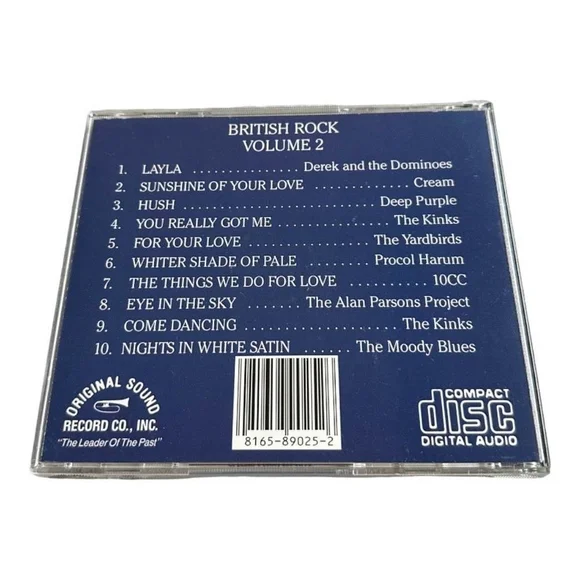 BRITISH ROCK
VOLUME 2
1. LAYLA . . . . . . . . . . . . . . . Derek and the Dominoes
2. SUNSHINE OF YOUR LOVE . . . . . . . . . . . . . Cream
3. HUSH . . . . . . . . . . . . . . . . . . . . . . . . . Deep Purple
4. YOU REALLY GOT ME . . . . . . . . . . . . . . . The Kinks
5. FOR YOUR LOVE . . . . . . . . . . . . . . . The Yardbirds
6. WHITER SHADE OF PALE . . . . . . . . . Procol Harum
7. THE THINGS WE DO FOR LOVE . . . . . . . . . . . 10CC
8. EYE IN THE SKY . . . . . . The Alan Parsons Project
9. COME DANCING . . . . . . . . . . . . . . . . . . The Kinks
10. NIGHTS IN WHITE SATIN . . . . . . The Moody Blues
ORIGINAL SOUND
RECORD CO., INC.
"The Leader Of The Past"
8165-89025-2
COMPACT
disc
DIGITAL AUDIO